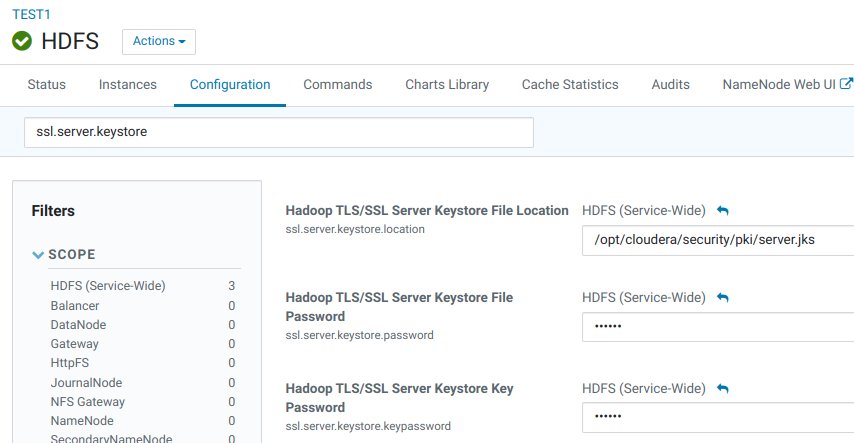 TEST1
HDFS
Actions
Status Instances Configuration Commands Charts Library Cache Statistics Audits NameNode Web UI
ssl.server.keystore
Filters
SCOPE
HDFS (Service-Wide) 3
Balancer 0
DataNode 0
Gateway 0
HttpFS 0
JournalNode 0
NFS Gateway 0
NameNode 0
SecondaryNameNode 0
Hadoop TLS/SSL Server Keystore File Location
ssl.server.keystore.location
HDFS (Service-Wide)
/opt/cloudera/security/pki/server.jks
Hadoop TLS/SSL Server Keystore File
Password
ssl.server.keystore.password
HDFS (Service-Wide)
••••••
Hadoop TLS/SSL Server Keystore Key
Password
ssl.server.keystore.keypassword
HDFS (Service-Wide)
••••••